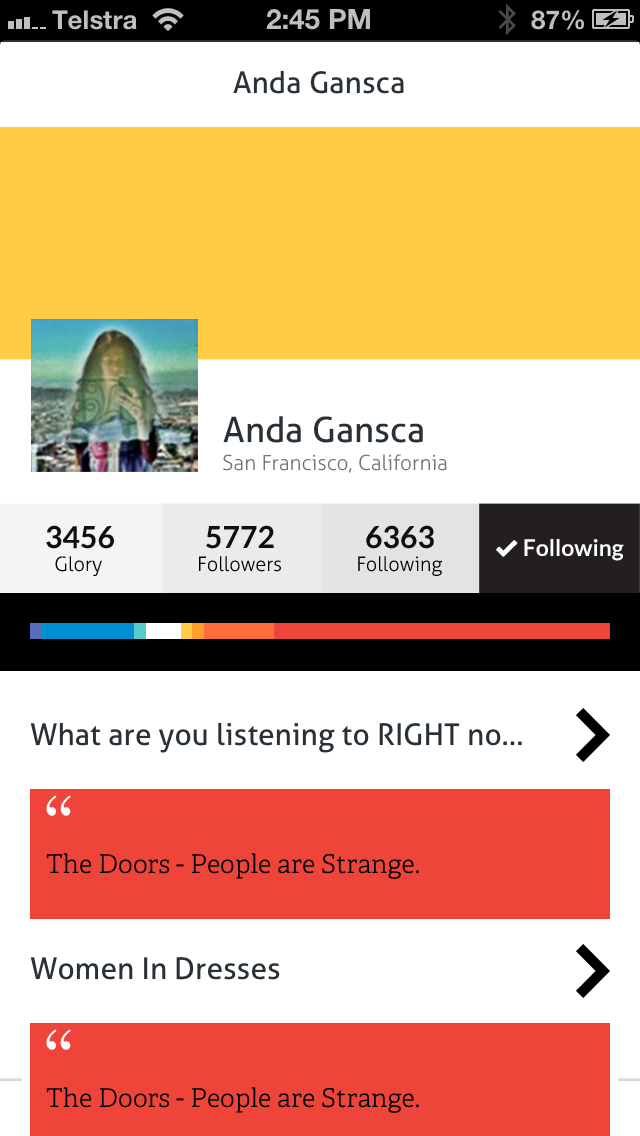 Telstra 2:45 PM 87%
Anda Gansca
Anda Gansca
San Francisco, California
3456 5772 6363
Glory Followers Following
Following
What are you listening to RIGHT no...
“
The Doors - People are Strange.
Women In Dresses
“
The Doors - People are Strange.